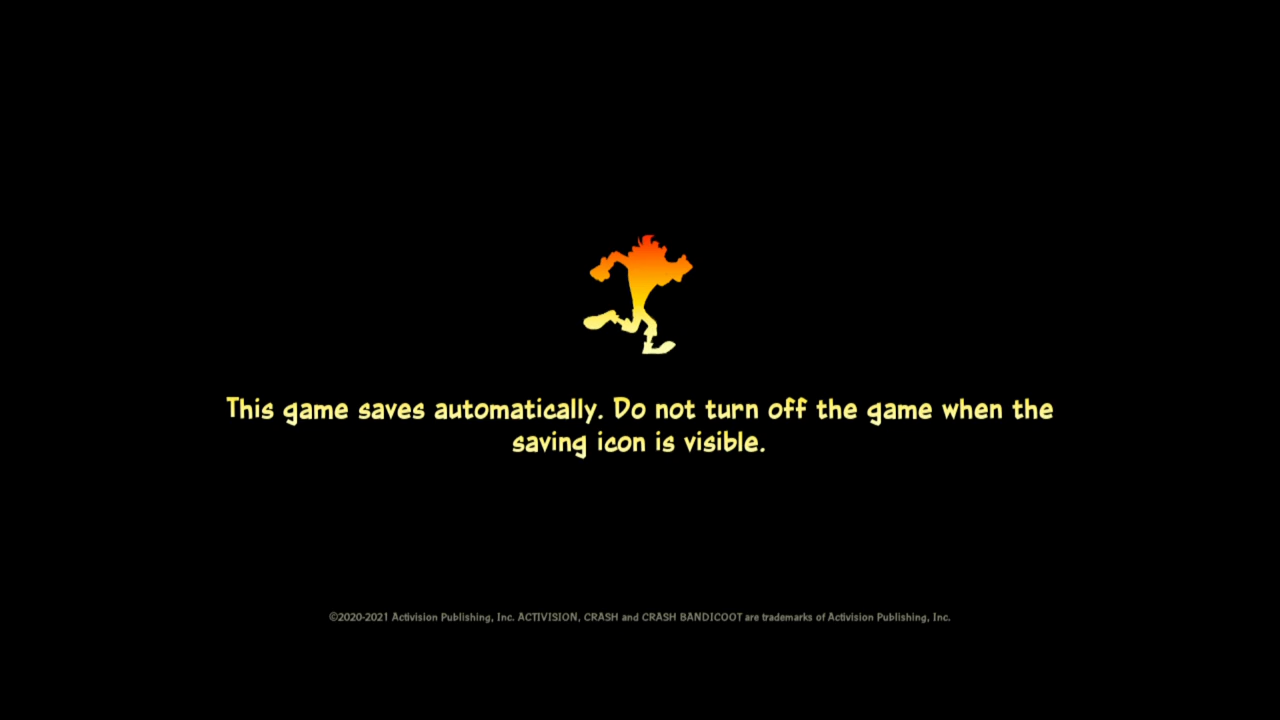 This game saves automatically. Do not turn off the game when the
saving icon is visible.
©2020-2021 Activision Publishing, Inc. ACTIVISION, CRASH and CRASH BANDICOOT are trademarks of Activision Publishing, Inc.